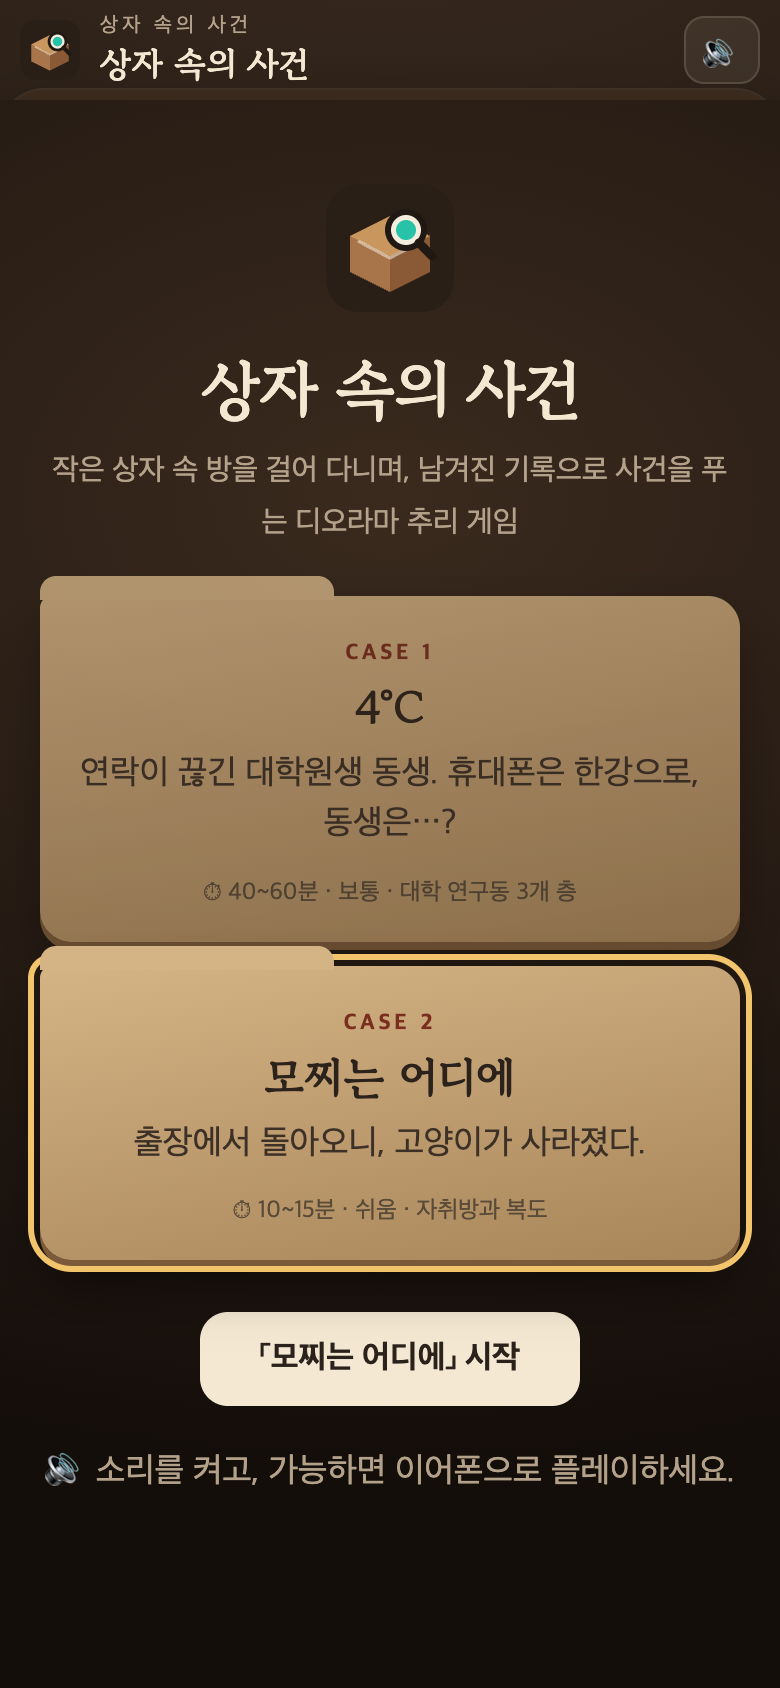 상자 속의 사건
상자 속의 사건
상자 속의 사건
작은 상자 속 방을 걸어 다니며, 남겨진 기록으로 사건을 푸
는 디오라마 추리 게임
CASE 1
4°C
연락이 끊긴 대학원생 동생. 휴대폰은 한강으로,
동생은…?
⏱ 40~60분 · 보통 · 대학 연구동 3개 층
CASE 2
모찌는 어디에
출장에서 돌아오니, 고양이가 사라졌다.
⏱ 10~15분 · 쉬움 · 자취방과 복도
「모찌는 어디에」 시작
🔊 소리를 켜고, 가능하면 이어폰으로 플레이하세요.